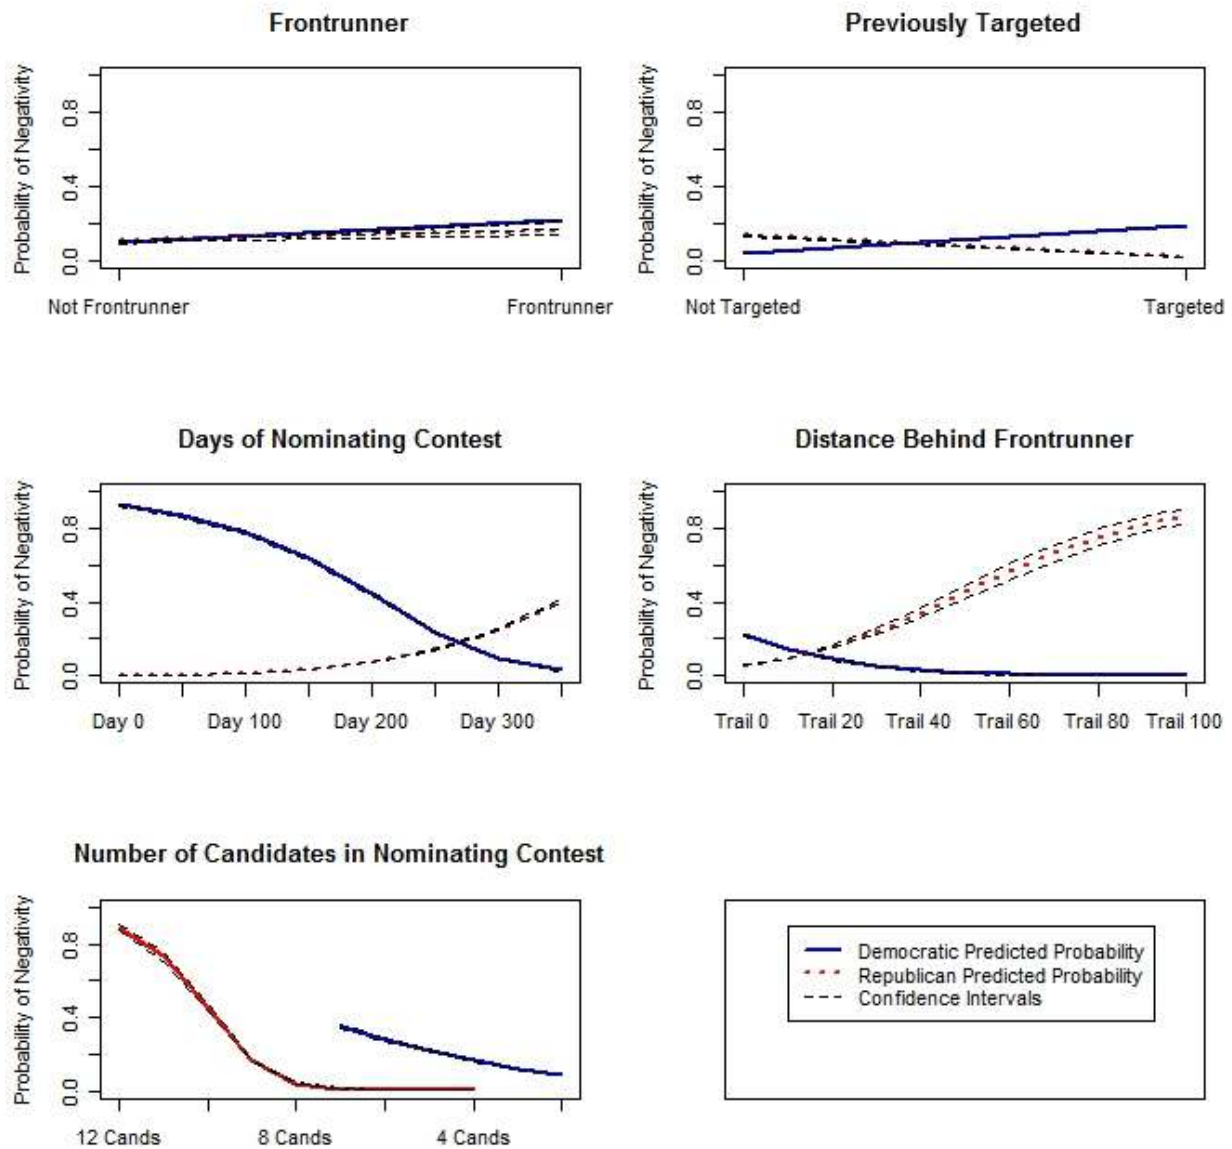 Frontrunner
Probability of Negativity
0.0 0.4 0.8
Not Frontrunner Frontrunner
Previously Targeted
Probability of Negativity
0.0 0.4 0.8
Not Targeted Targeted
Days of Nominating Contest
Probability of Negativity
0.0 0.4 0.8
Day 0 Day 100 Day 200 Day 300
Distance Behind Frontrunner
Probability of Negativity
0.0 0.4 0.8
Trail 0 Trail 20 Trail 40 Trail 60 Trail 80 Trail 100
Number of Candidates in Nominating Contest
Probability of Negativity
0.0 0.4 0.8
12 Cands 8 Cands 4 Cands
Democratic Predicted Probability
Republican Predicted Probability
Confidence Intervals